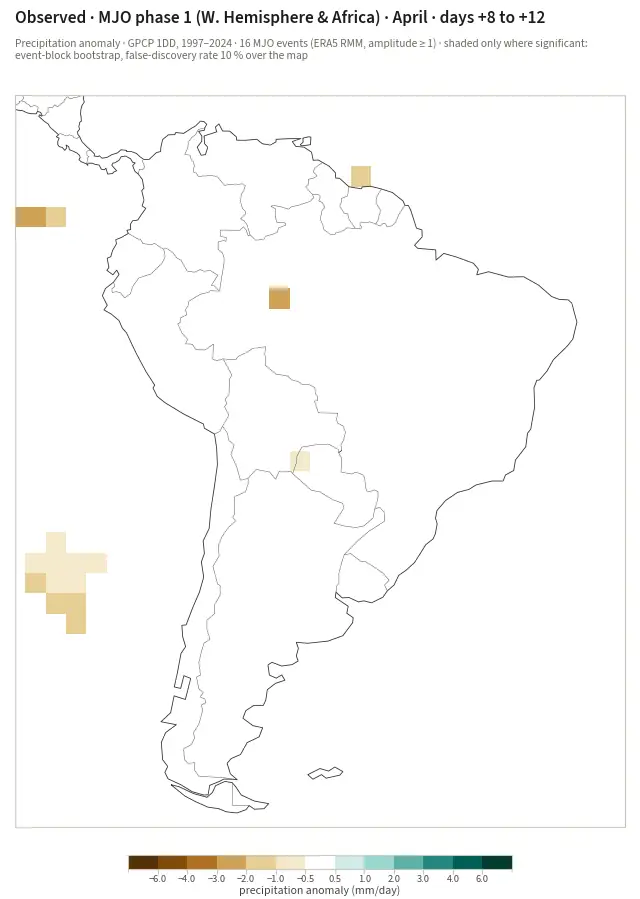 Observed · MJO phase 1 (W. Hemisphere & Africa) · April · days +8 to +12
Precipitation anomaly · GPCP 1DD, 1997–2024 · 16 MJO events (ERA5 RMM, amplitude ≥ 1) · shaded only where significant:
event-block bootstrap, false-discovery rate 10 % over the map
−6.0 −4.0 −3.0 −2.0 −1.0 −0.5 0.5 1.0 2.0 3.0 4.0 6.0
precipitation anomaly (mm/day)